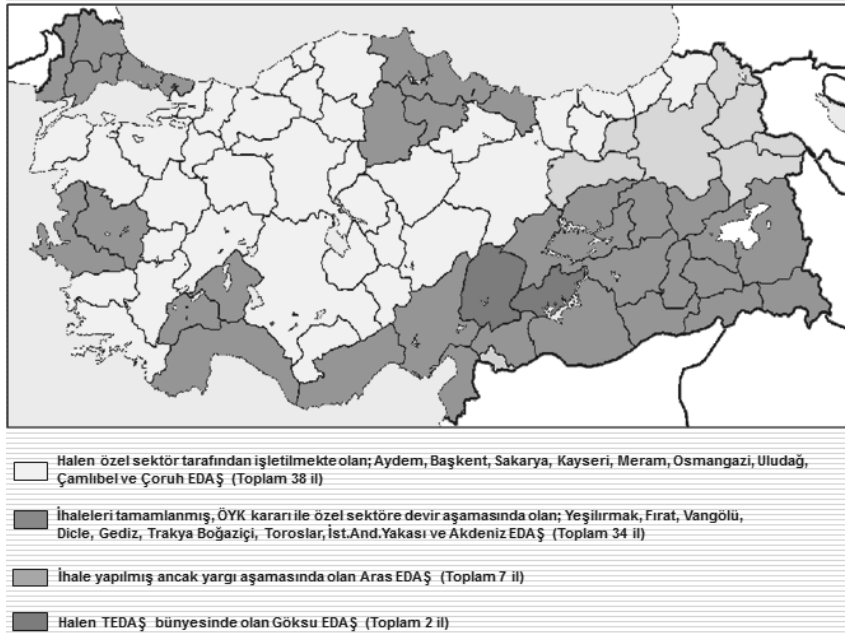 Halen özel sektör tarafından işletilmekte olan; Aydem, Başkent, Sakarya, Kayseri, Meram, Osmangazi, Uludağ,
Çamlıbel ve Çoruh EDAŞ (Toplam 38 il)
İhaleleri tamamlanmış, ÖYK kararı ile özel sektöre devir aşamasında olan; Yeşilırmak, Fırat, Vangölü,
Dicle, Gediz, Trakya Boğaziçi, Toroslar, İst.And.Yakası ve Akdeniz EDAŞ (Toplam 34 il)
İhale yapılmış ancak yargı aşamasında olan Aras EDAŞ (Toplam 7 il)
Halen TEDAŞ bünyesinde olan Göksu EDAŞ (Toplam 2 il)